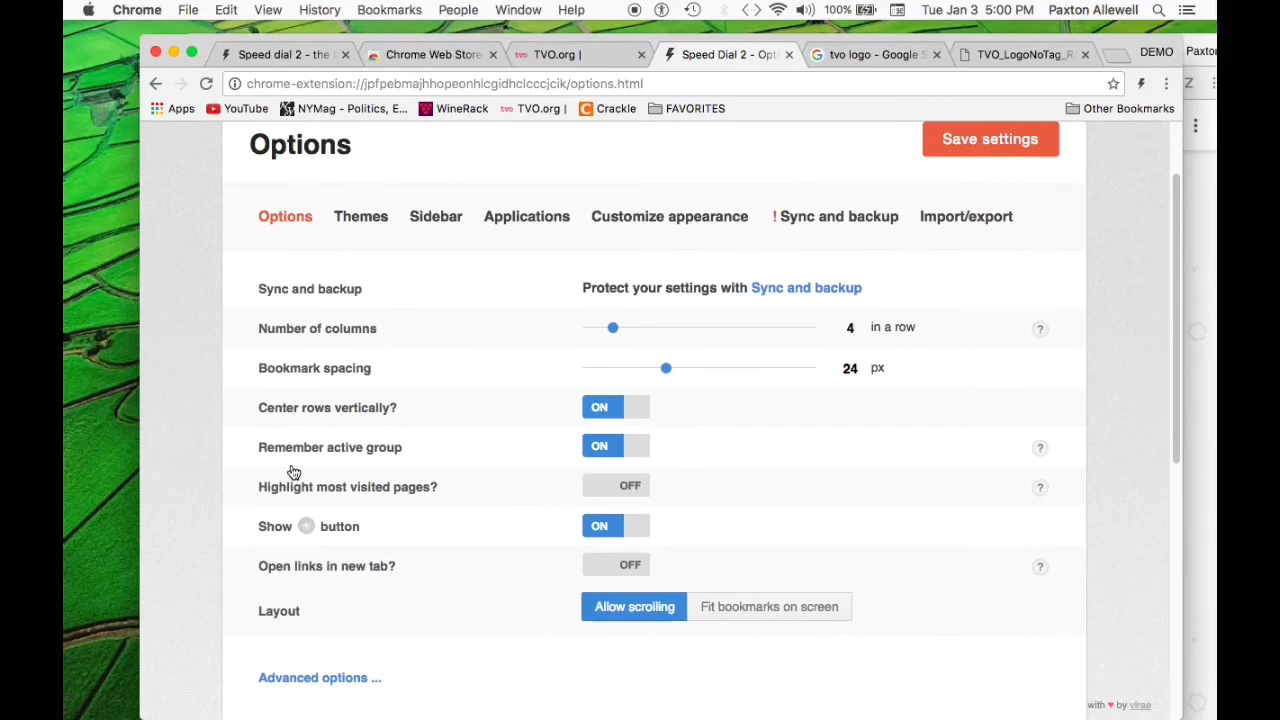 Chrome File Edit View History Bookmarks People Window Help 100% Tue Jan 3 5:00 PM Paxton Allewell
Speed dial 2 - the Chrome Web Store TVO.org | Speed Dial 2 - Opti tvo logo - Google S TVO_LogoNoTag_R DEMO Paxto
chrome-extension://jpfpebmajhhopeonhlcgidhclcccjcik/options.html
Apps YouTube NYMag - Politics, E... WineRack tvo TVO.org | Crackle FAVORITES Other Bookmarks
Options
Save settings
Options Themes Sidebar Applications Customize appearance ! Sync and backup Import/export
Sync and backup Protect your settings with Sync and backup
Number of columns 4 in a row ?
Bookmark spacing 24 px
Center rows vertically? ON
Remember active group ON ?
Highlight most visited pages? OFF ?
Show + button ON
Open links in new tab? OFF ?
Layout Allow scrolling Fit bookmarks on screen
Advanced options ...
with ♥ by virae